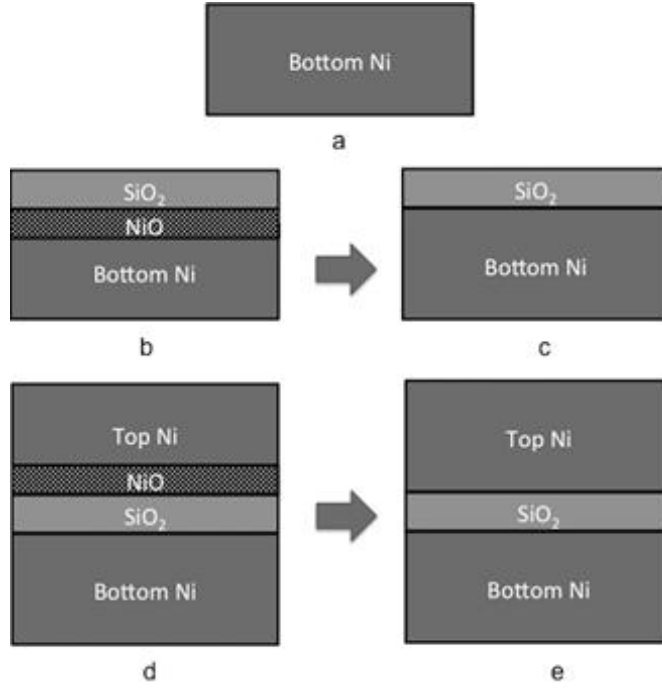 Bottom Ni
a
SiO₂
NiO
Bottom Ni
b
SiO₂
Bottom Ni
c
Top Ni
NiO
SiO₂
Bottom Ni
d
Top Ni
SiO₂
Bottom Ni
e